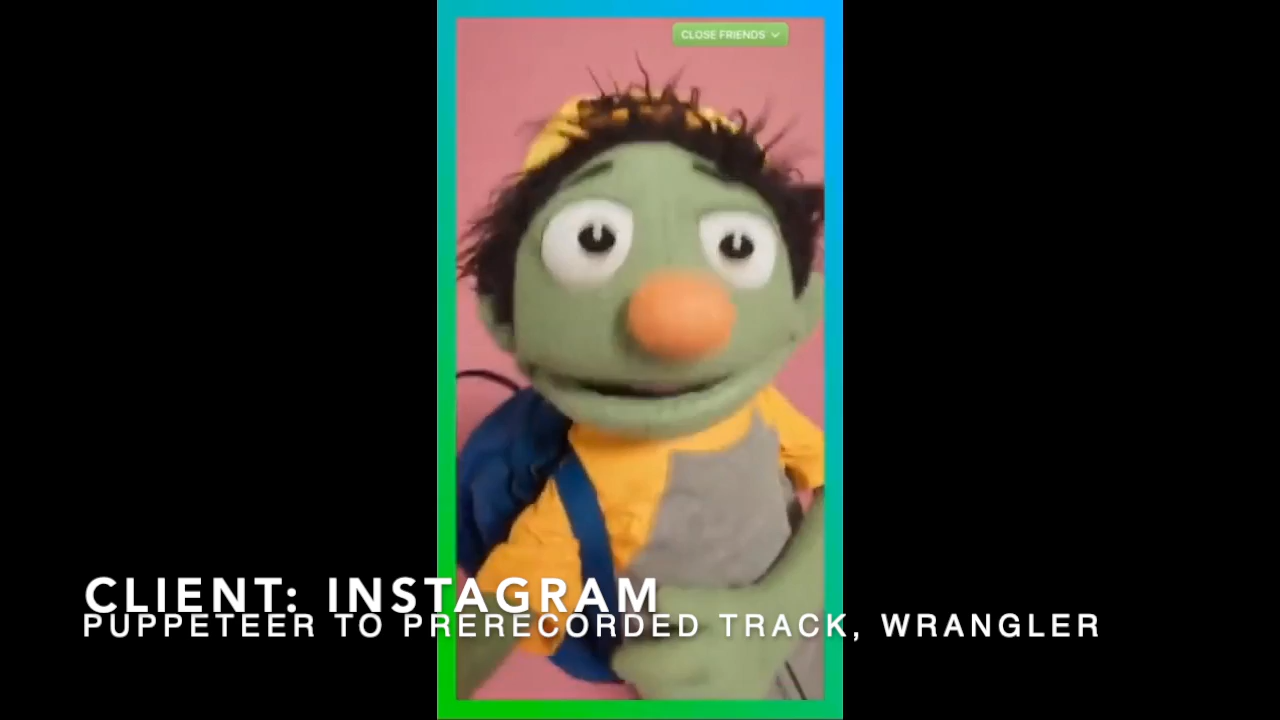 CLOSE FRIENDS
CLIENT: INSTAGRAM
PUPPETEER TO PRERECORDED TRACK, WRANGLER